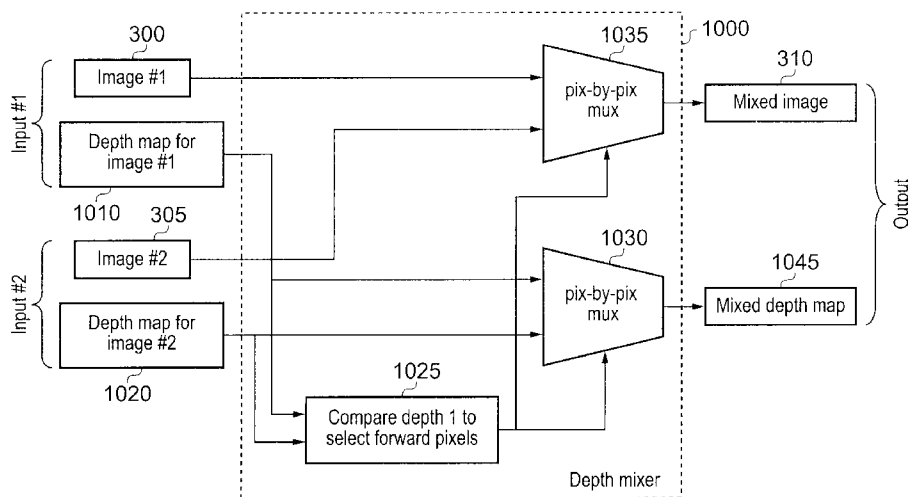 300
Image #1
Input #1
Depth map for
image #1
1010
305
Image #2
Input #2
Depth map for
image #2
1020
1035
pix-by-pix
mux
1000
1030
pix-by-pix
mux
1025
Compare depth 1 to
select forward pixels
Depth mixer
310
Mixed image
1045
Mixed depth map
Output